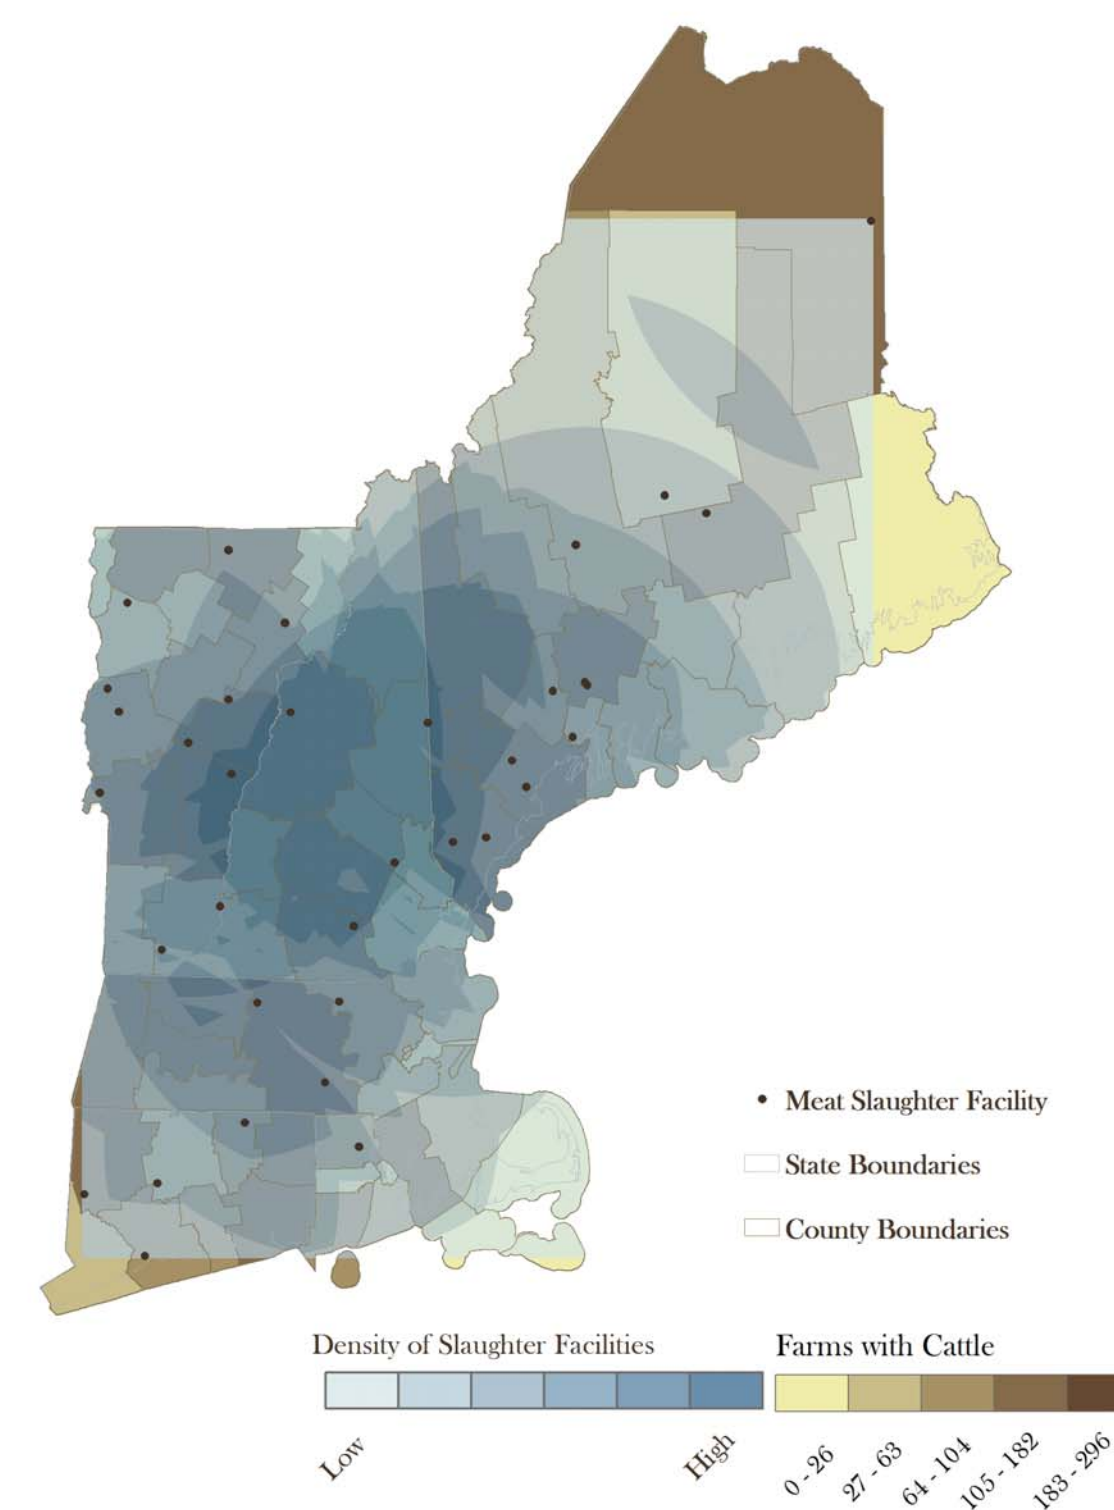 Meat Slaughter Facility
State Boundaries
County Boundaries
Density of Slaughter Facilities
Low
High
Farms with Cattle
0 - 26
27 - 63
64 - 104
105 - 182
183 - 296